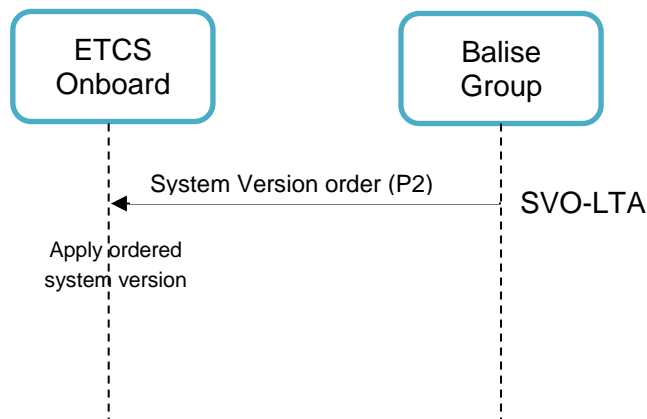 ETCS
Onboard
Balise
Group
System Version order (P2)
SVO-LTA
Apply ordered
system version